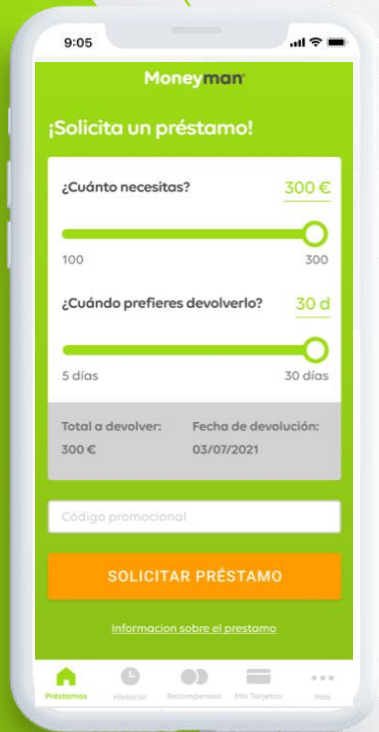 9:05
Moneyman
¡Solicita un préstamo!
¿Cuánto necesitas? 300 €
100 300
¿Cuándo prefieres devolverlo? 30 d
5 días 30 días
Total a devolver: Fecha de devolución:
300 € 03/07/2021
Código promocional
SOLICITAR PRÉSTAMO
Informacion sobre el prestamo
Préstamos Historial Recompensas Mis Tarjetas Más